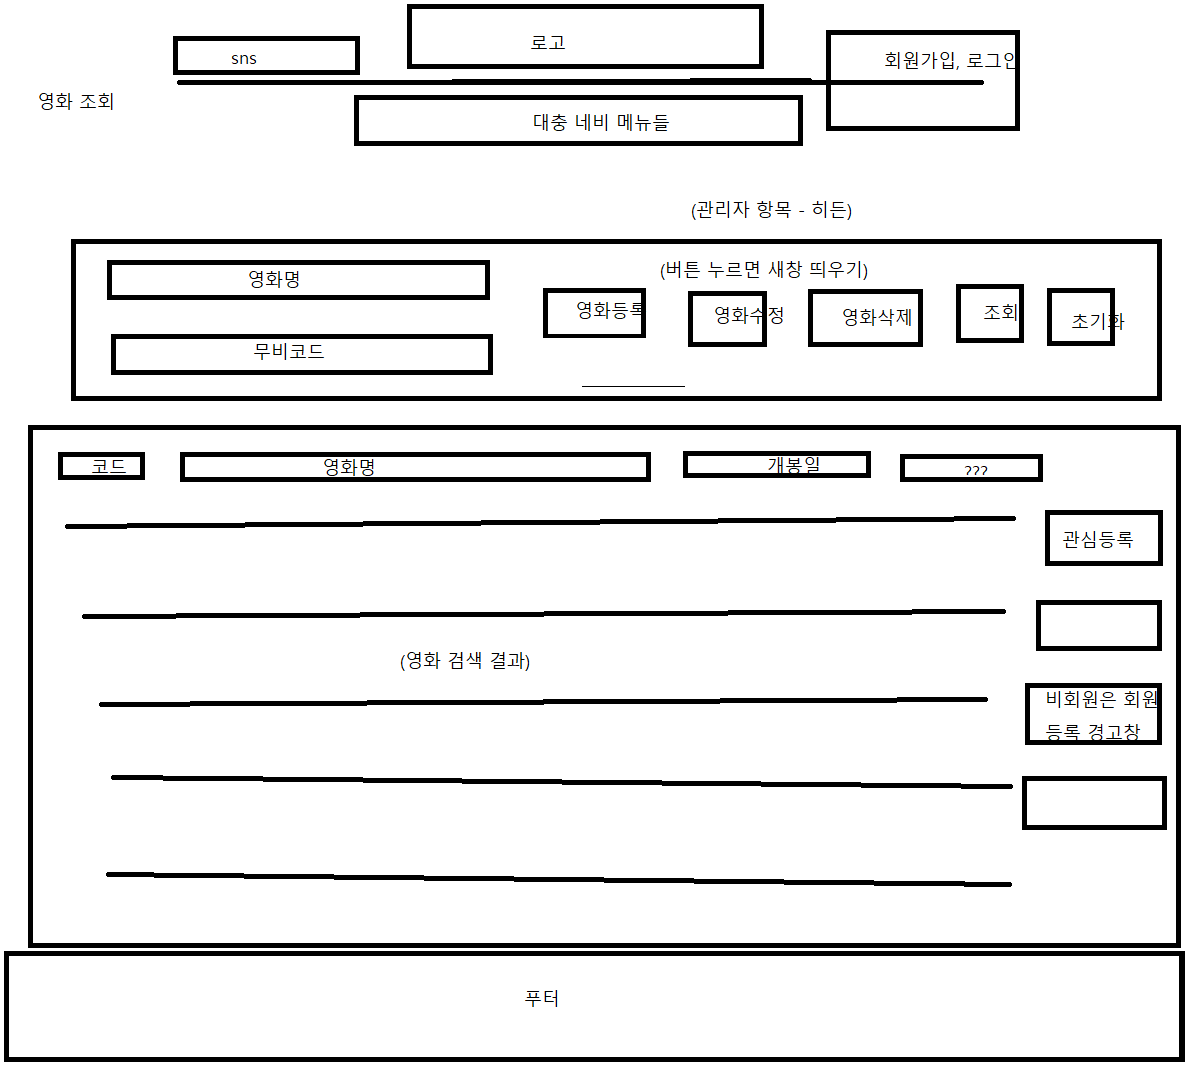 sns
로고
회원가입, 로그인
영화 조회
대충 네비 메뉴들
(관리자 항목 - 히든)
영화명
(버튼 누르면 새창 띄우기)
영화등록
영화수정
영화삭제
조회
초기화
무비코드
코드
영화명
개봉일
???
관심등록
(영화 검색 결과)
비회원은 회원
등록 경고창
푸터